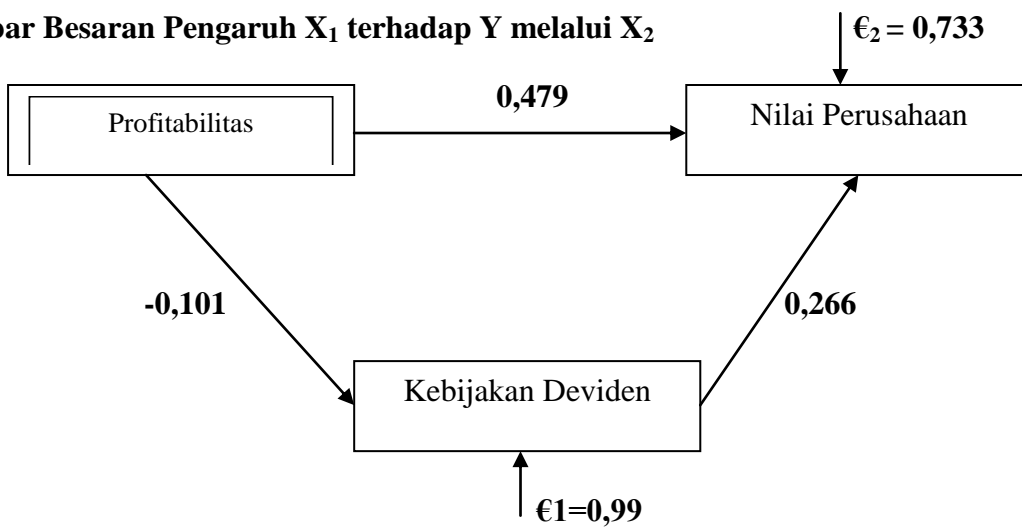 bar Besaran Pengaruh X₁ terhadap Y melalui X₂
€₂ = 0,733
Profitabilitas
0,479
Nilai Perusahaan
-0,101
0,266
Kebijakan Deviden
€1=0,99